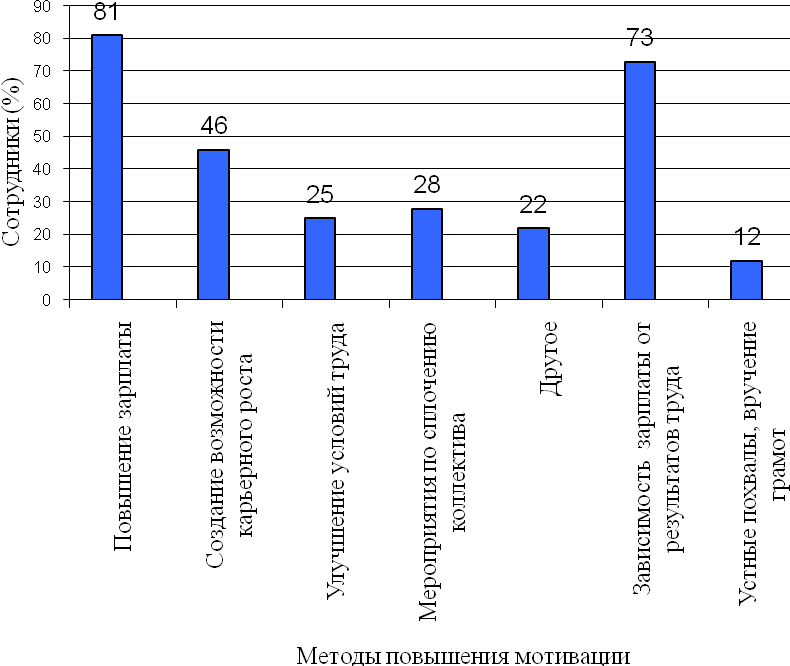 90
80
70
60
50
40
30
20
10
0
Сотрудники (%)
81
46
25
28
22
73
12
Повышение зарплаты
Создание возможности
карьерного роста
Улучшение условий труда
Мероприятия по сплочению
коллектива
Другое
Зависимость зарплаты от
результатов труда
Устные похвалы, вручение
грамот
Методы повышения мотивации